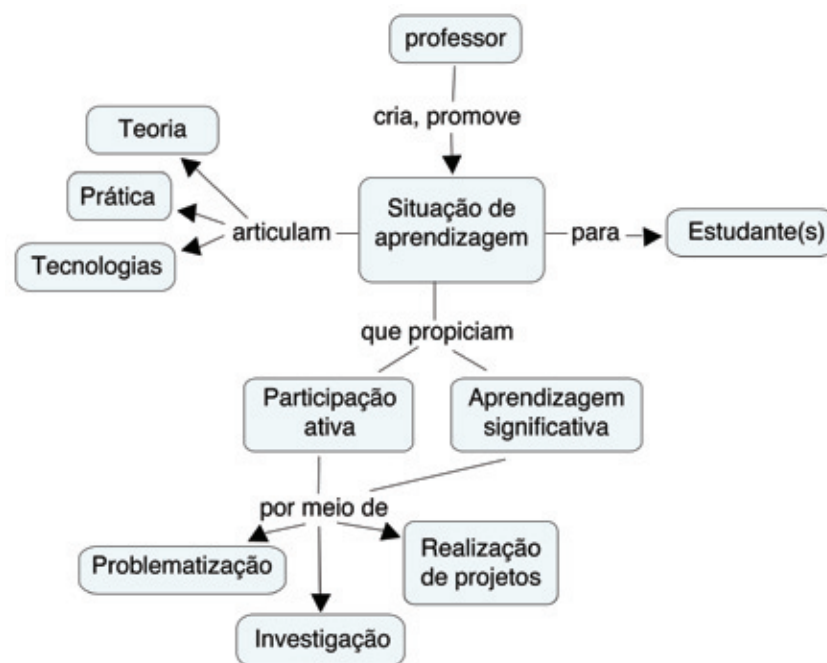 professor
cria, promove
Teoria
Prática
Tecnologias
articulam
Situação de
aprendizagem
para
Estudante(s)
que propiciam
Participação
ativa
Aprendizagem
significativa
por meio de
Problematização
Realização
de projetos
Investigação